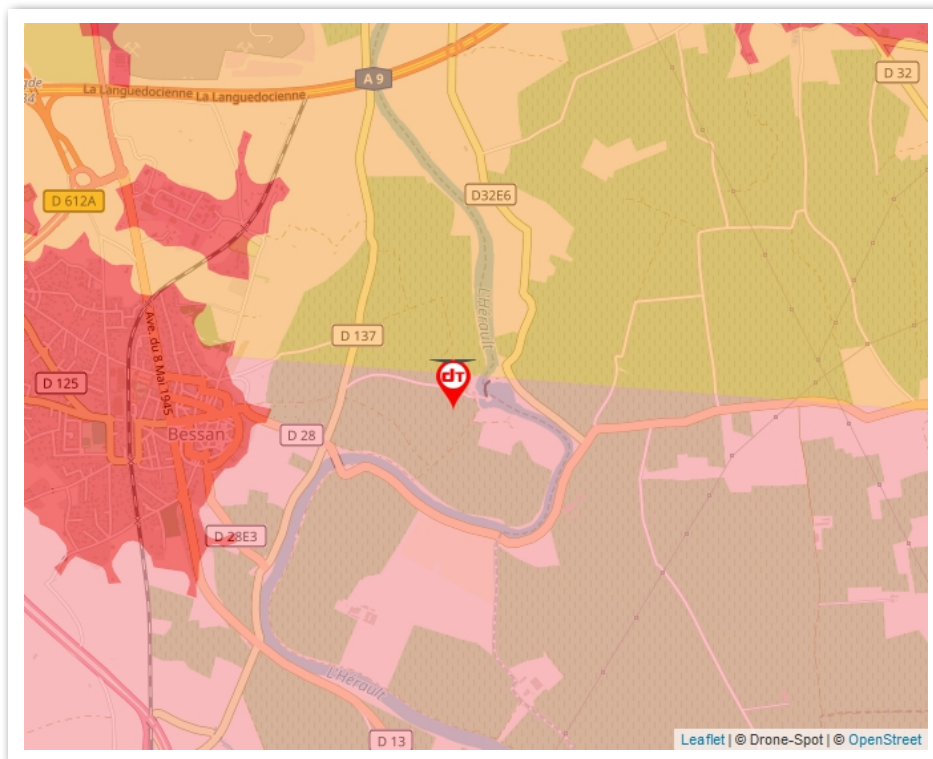 A 9
D 32
La Languedocienne La Languedocienne
D 612A
D32E6
L'Hérault
D 137
Ave. du 8 Mai 1945
dT
D 125
Bessan
D 28
D 28E3
L'Hérault
D 13
Leaflet | © Drone-Spot | © OpenStreet